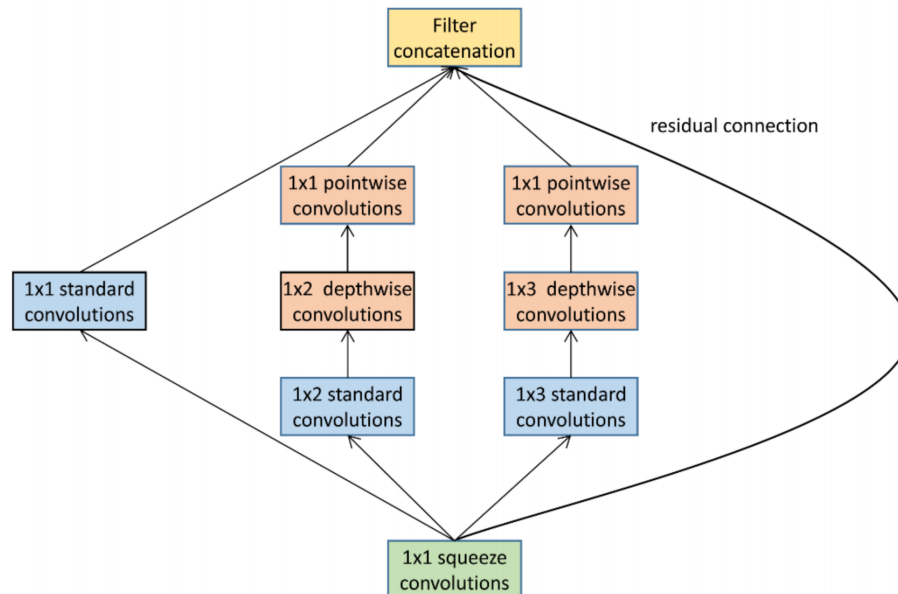 Filter
concatenation
residual connection
1x1 pointwise
convolutions
1x1 pointwise
convolutions
1x1 standard
convolutions
1x2 depthwise
convolutions
1x3 depthwise
convolutions
1x2 standard
convolutions
1x3 standard
convolutions
1x1 squeeze
convolutions